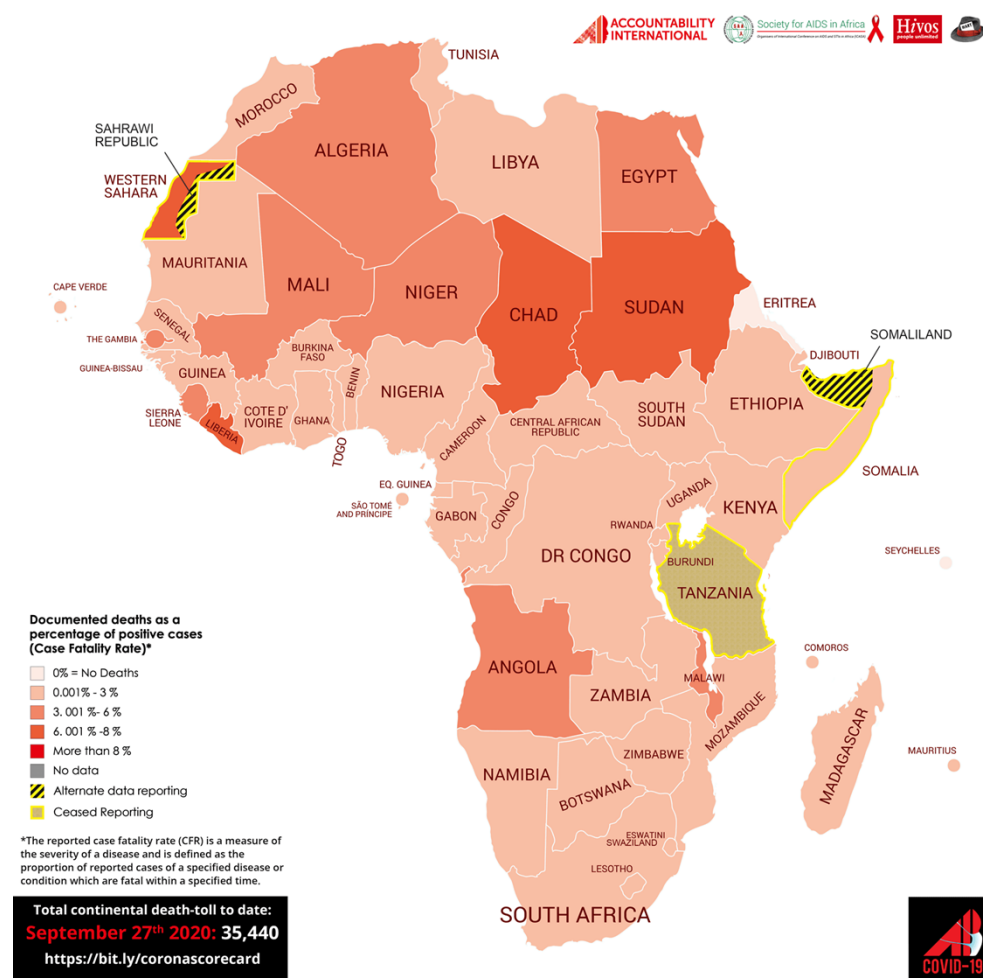 ACCOUNTABILITY
INTERNATIONAL
Society for AIDS in Africa
Hivos
people unlimited
TUNISIA
MOROCCO
SAHRAWI
REPUBLIC
ALGERIA
LIBYA
EGYPT
WESTERN
SAHARA
MAURITANIA
MALI
NIGER
CHAD
SUDAN
ERITREA
CAPE VERDE
SENEGAL
THE GAMBIA
BURKINA
FASO
SOMALILAND
DJIBOUTI
GUINEA-BISSAU
GUINEA
BENIN
NIGERIA
ETHIOPIA
SIERRA
LEONE
LIBERIA
COTE D'
IVOIRE
GHANA
TOGO
CAMEROON
CENTRAL AFRICAN
REPUBLIC
SOUTH
SUDAN
SOMALIA
EQ. GUINEA
SÃO TOMÉ
AND PRÍNCIPE
GABON
CONGO
UGANDA
KENYA
RWANDA
DR CONGO
BURUNDI
TANZANIA
SEYCHELLES
COMOROS
ANGOLA
ZAMBIA
MALAWI
MOZAMBIQUE
MADAGASCAR
MAURITIUS
ZIMBABWE
NAMIBIA
BOTSWANA
ESWATINI
SWAZILAND
LESOTHO
SOUTH AFRICA
Documented deaths as a
percentage of positive cases
(Case Fatality Rate)*
0% = No Deaths
0.001% - 3 %
3. 001 %- 6 %
6. 001 % -8 %
More than 8 %
No data
Alternate data reporting
Ceased Reporting
*The reported case fatality rate (CFR) is a measure of
the severity of a disease and is defined as the
proportion of reported cases of a specified disease or
condition which are fatal within a specified time.
Total continental death-toll to date:
September 27th 2020: 35,440
https://bit.ly/coronascorecard
COVID-19